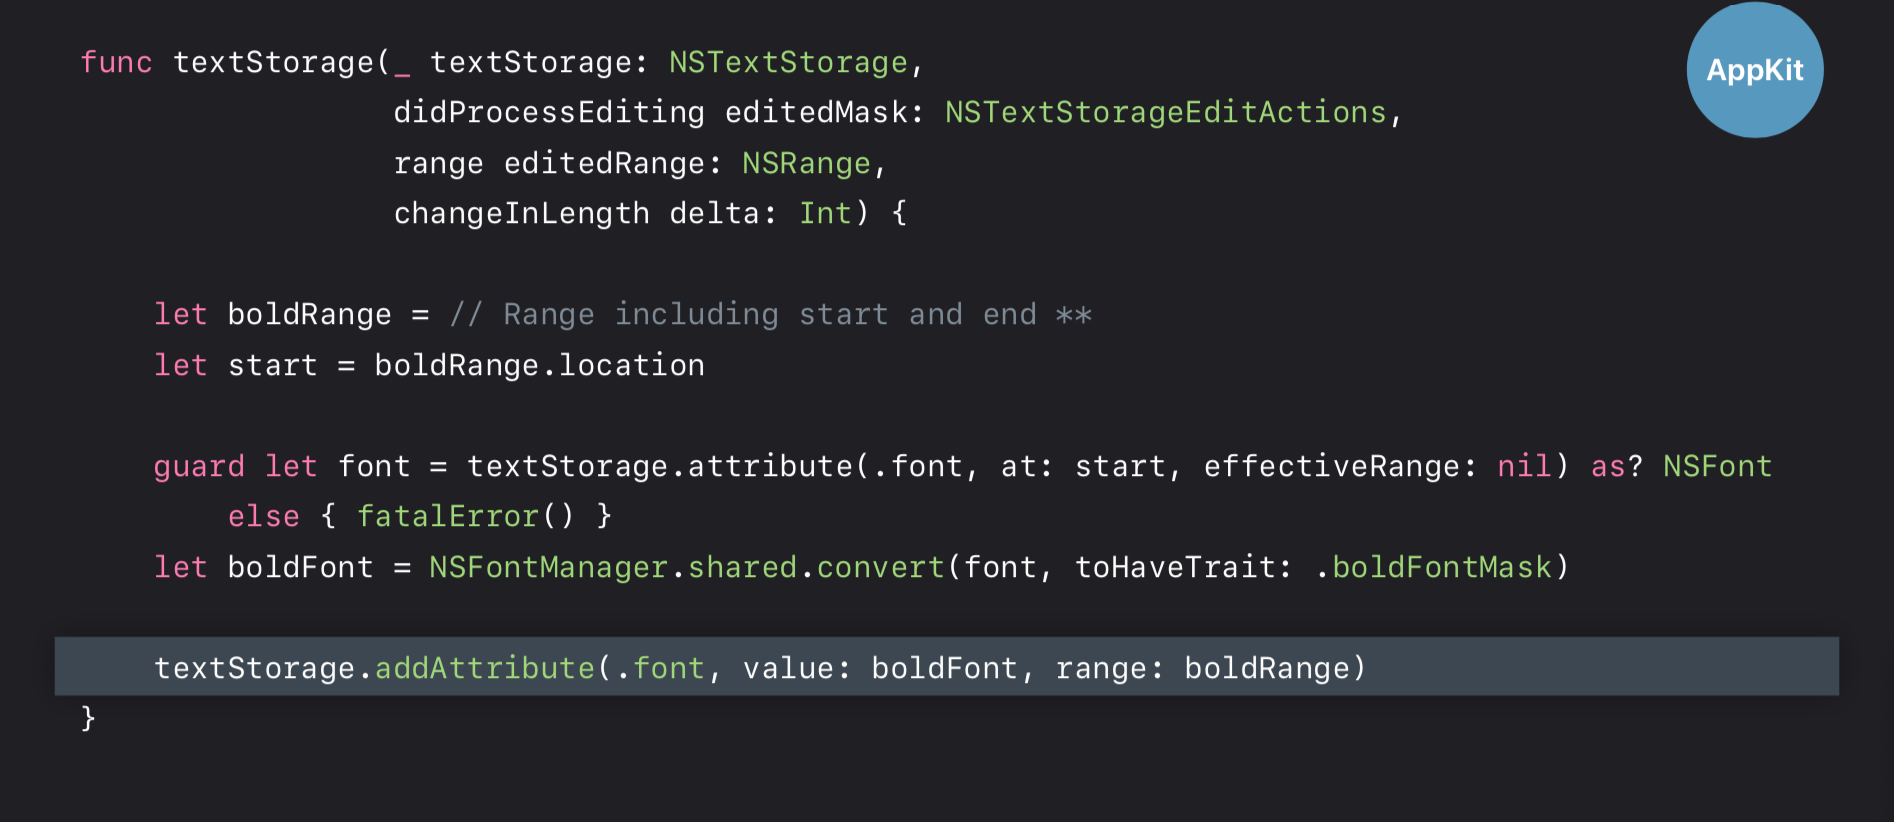 AppKit
func textStorage(_ textStorage: NSTextStorage,
didProcessEditing editedMask: NSTextStorageEditActions,
range editedRange: NSRange,
changeInLength delta: Int) {
let boldRange = // Range including start and end **
let start = boldRange.location
guard let font = textStorage.attribute(.font, at: start, effectiveRange: nil) as? NSFont
else { fatalError() }
let boldFont = NSFontManager.shared.convert(font, toHaveTrait: .boldFontMask)
textStorage.addAttribute(.font, value: boldFont, range: boldRange)
}